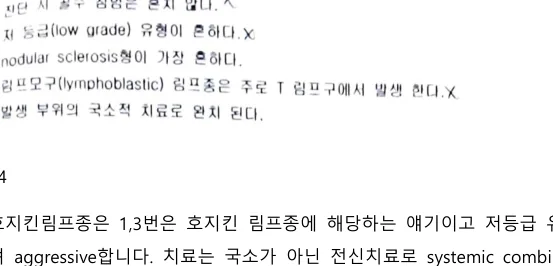 진단 시 골수 침범은 흔치 않다.
저 등급(low grade) 유형이 흔하다.X
nodular sclerosis형이 가장 흔하다.
림프모구(lymphoblastic) 림프종은 주로 T 림프구에서 발생 한다.X
발생 부위의 국소적 치료로 완치 된다.
4
호지킨림프종은 1,3번은 호지킨 림프종에 해당하는 얘기이고 저등급
aggressive합니다. 치료는 국소가 아닌 전신치료로 systemic combi